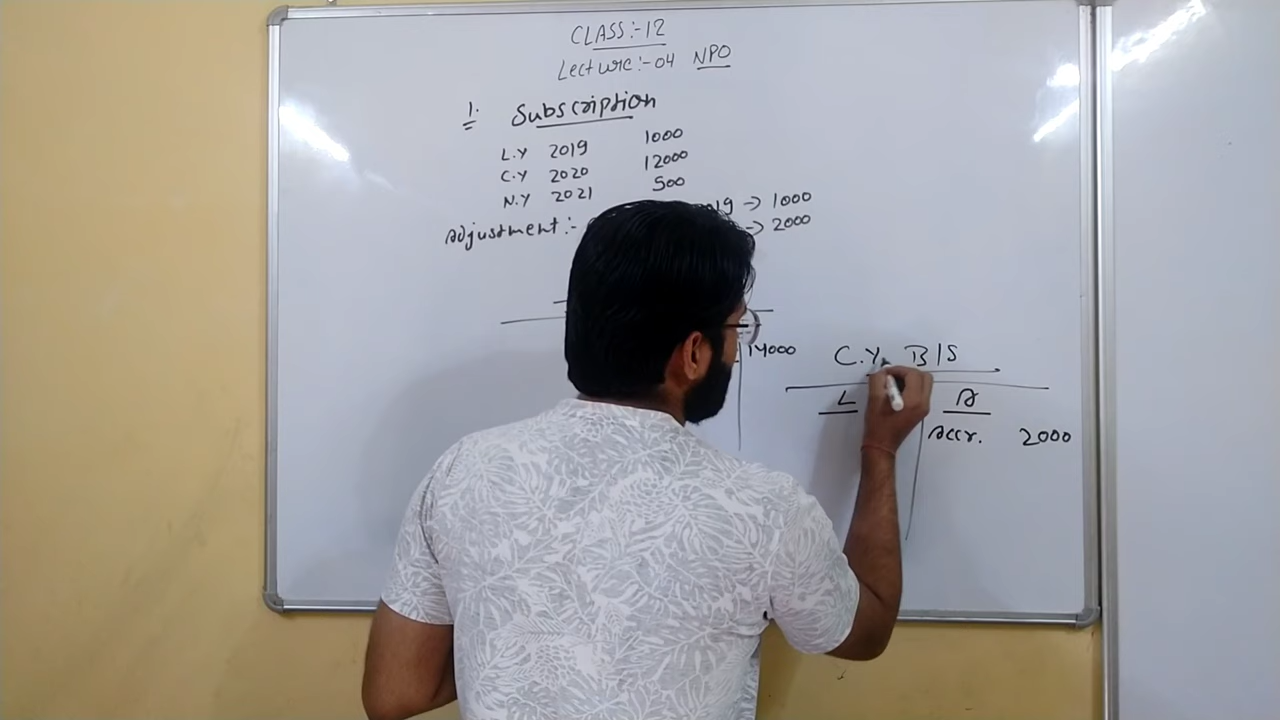 CLASS:-12
Lecture:-04 NPO
1. Subscription
L.Y 2019 1000
C.Y 2020 12000
N.Y 2021 500
Adjustment:- 2019 -> 1000
-> 2000
14000
C.Y. B/S
L A
Accr. 2000